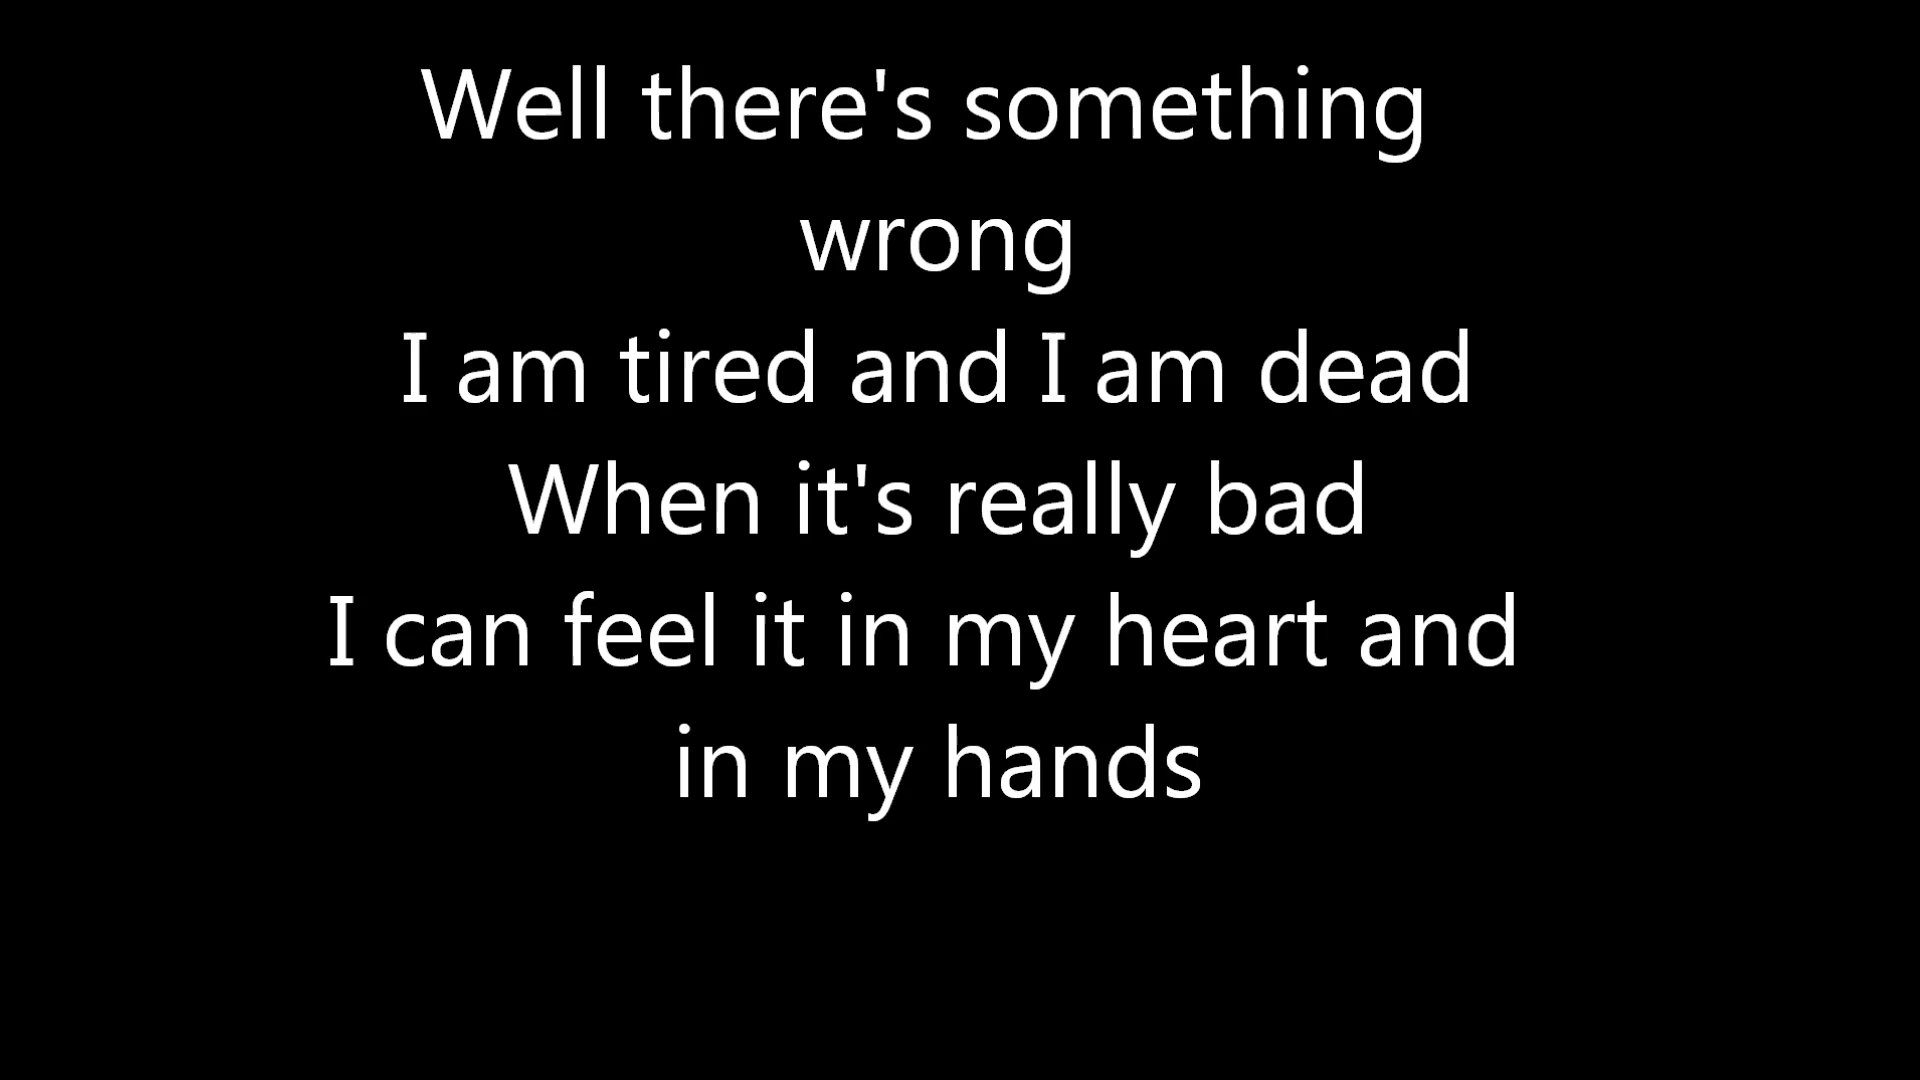 Well there's something
wrong
I am tired and I am dead
When it's really bad
I can feel it in my heart and
in my hands